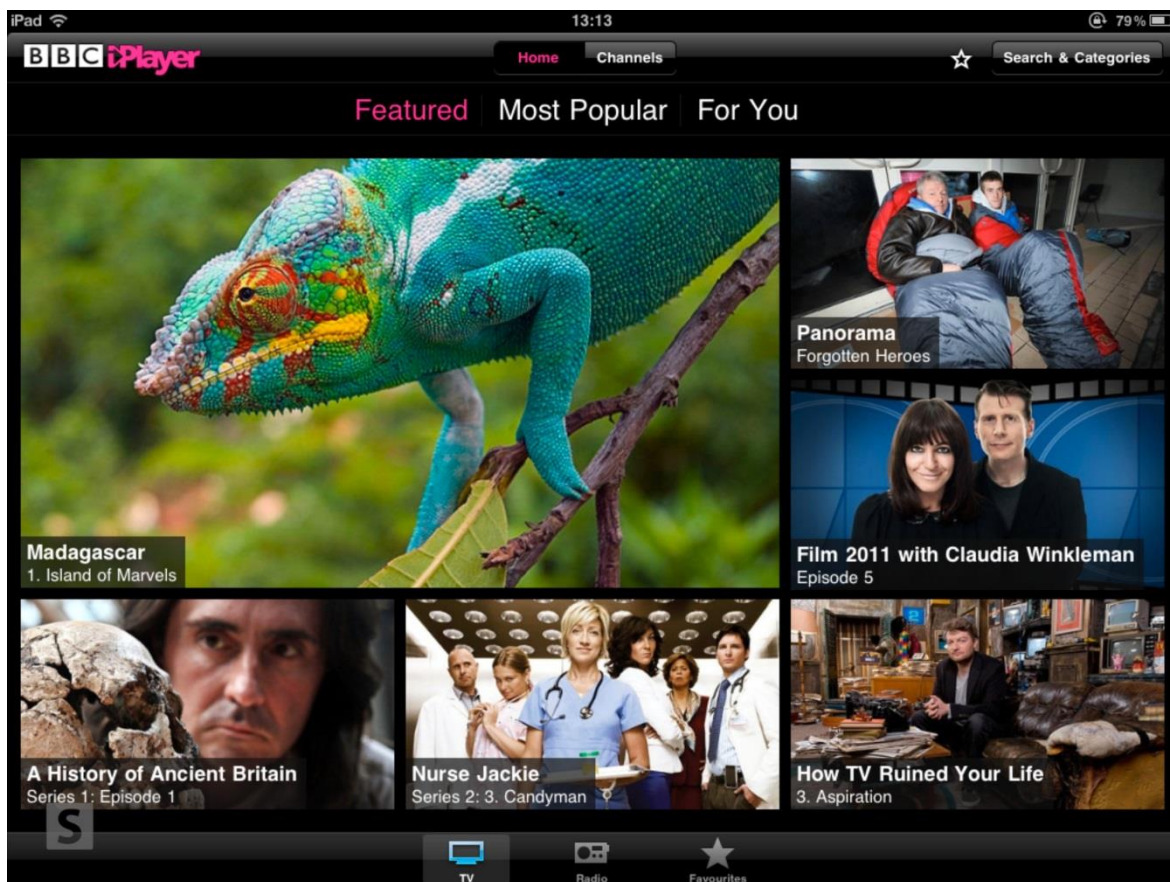 iPad
13:13
79%
BBC iPlayer
Home
Channels
Search & Categories
Featured
Most Popular
For You
Madagascar
1. Island of Marvels
Panorama
Forgotten Heroes
Film 2011 with Claudia Winkleman
Episode 5
A History of Ancient Britain
Series 1: Episode 1
Nurse Jackie
Series 2: 3. Candyman
How TV Ruined Your Life
3. Aspiration
2
S
TV
Radio
Favourites